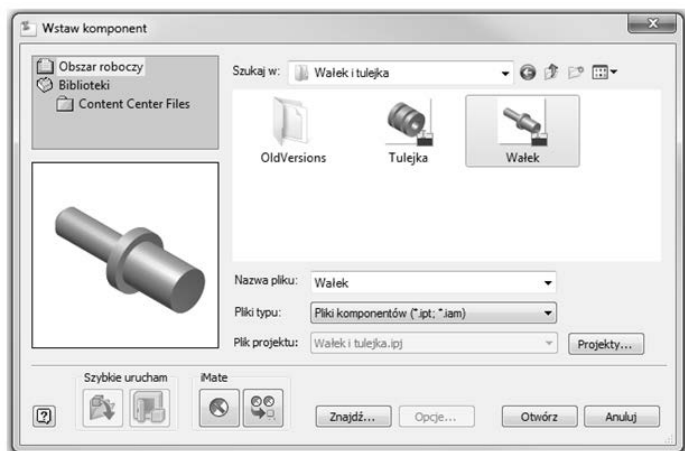 Wstaw komponent
Obszar roboczy
Biblioteki
Content Center Files
Szukaj w: Wałek i tulejka
OldVersions Tulejka Wałek
Nazwa pliku: Wałek
Pliki typu: Pliki komponentów (*.ipt; *.iam)
Plik projektu: Wałek i tulejka.ipj Projekty...
Szybkie urucham iMate
Znajdź... Opcje... Otwórz Anuluj